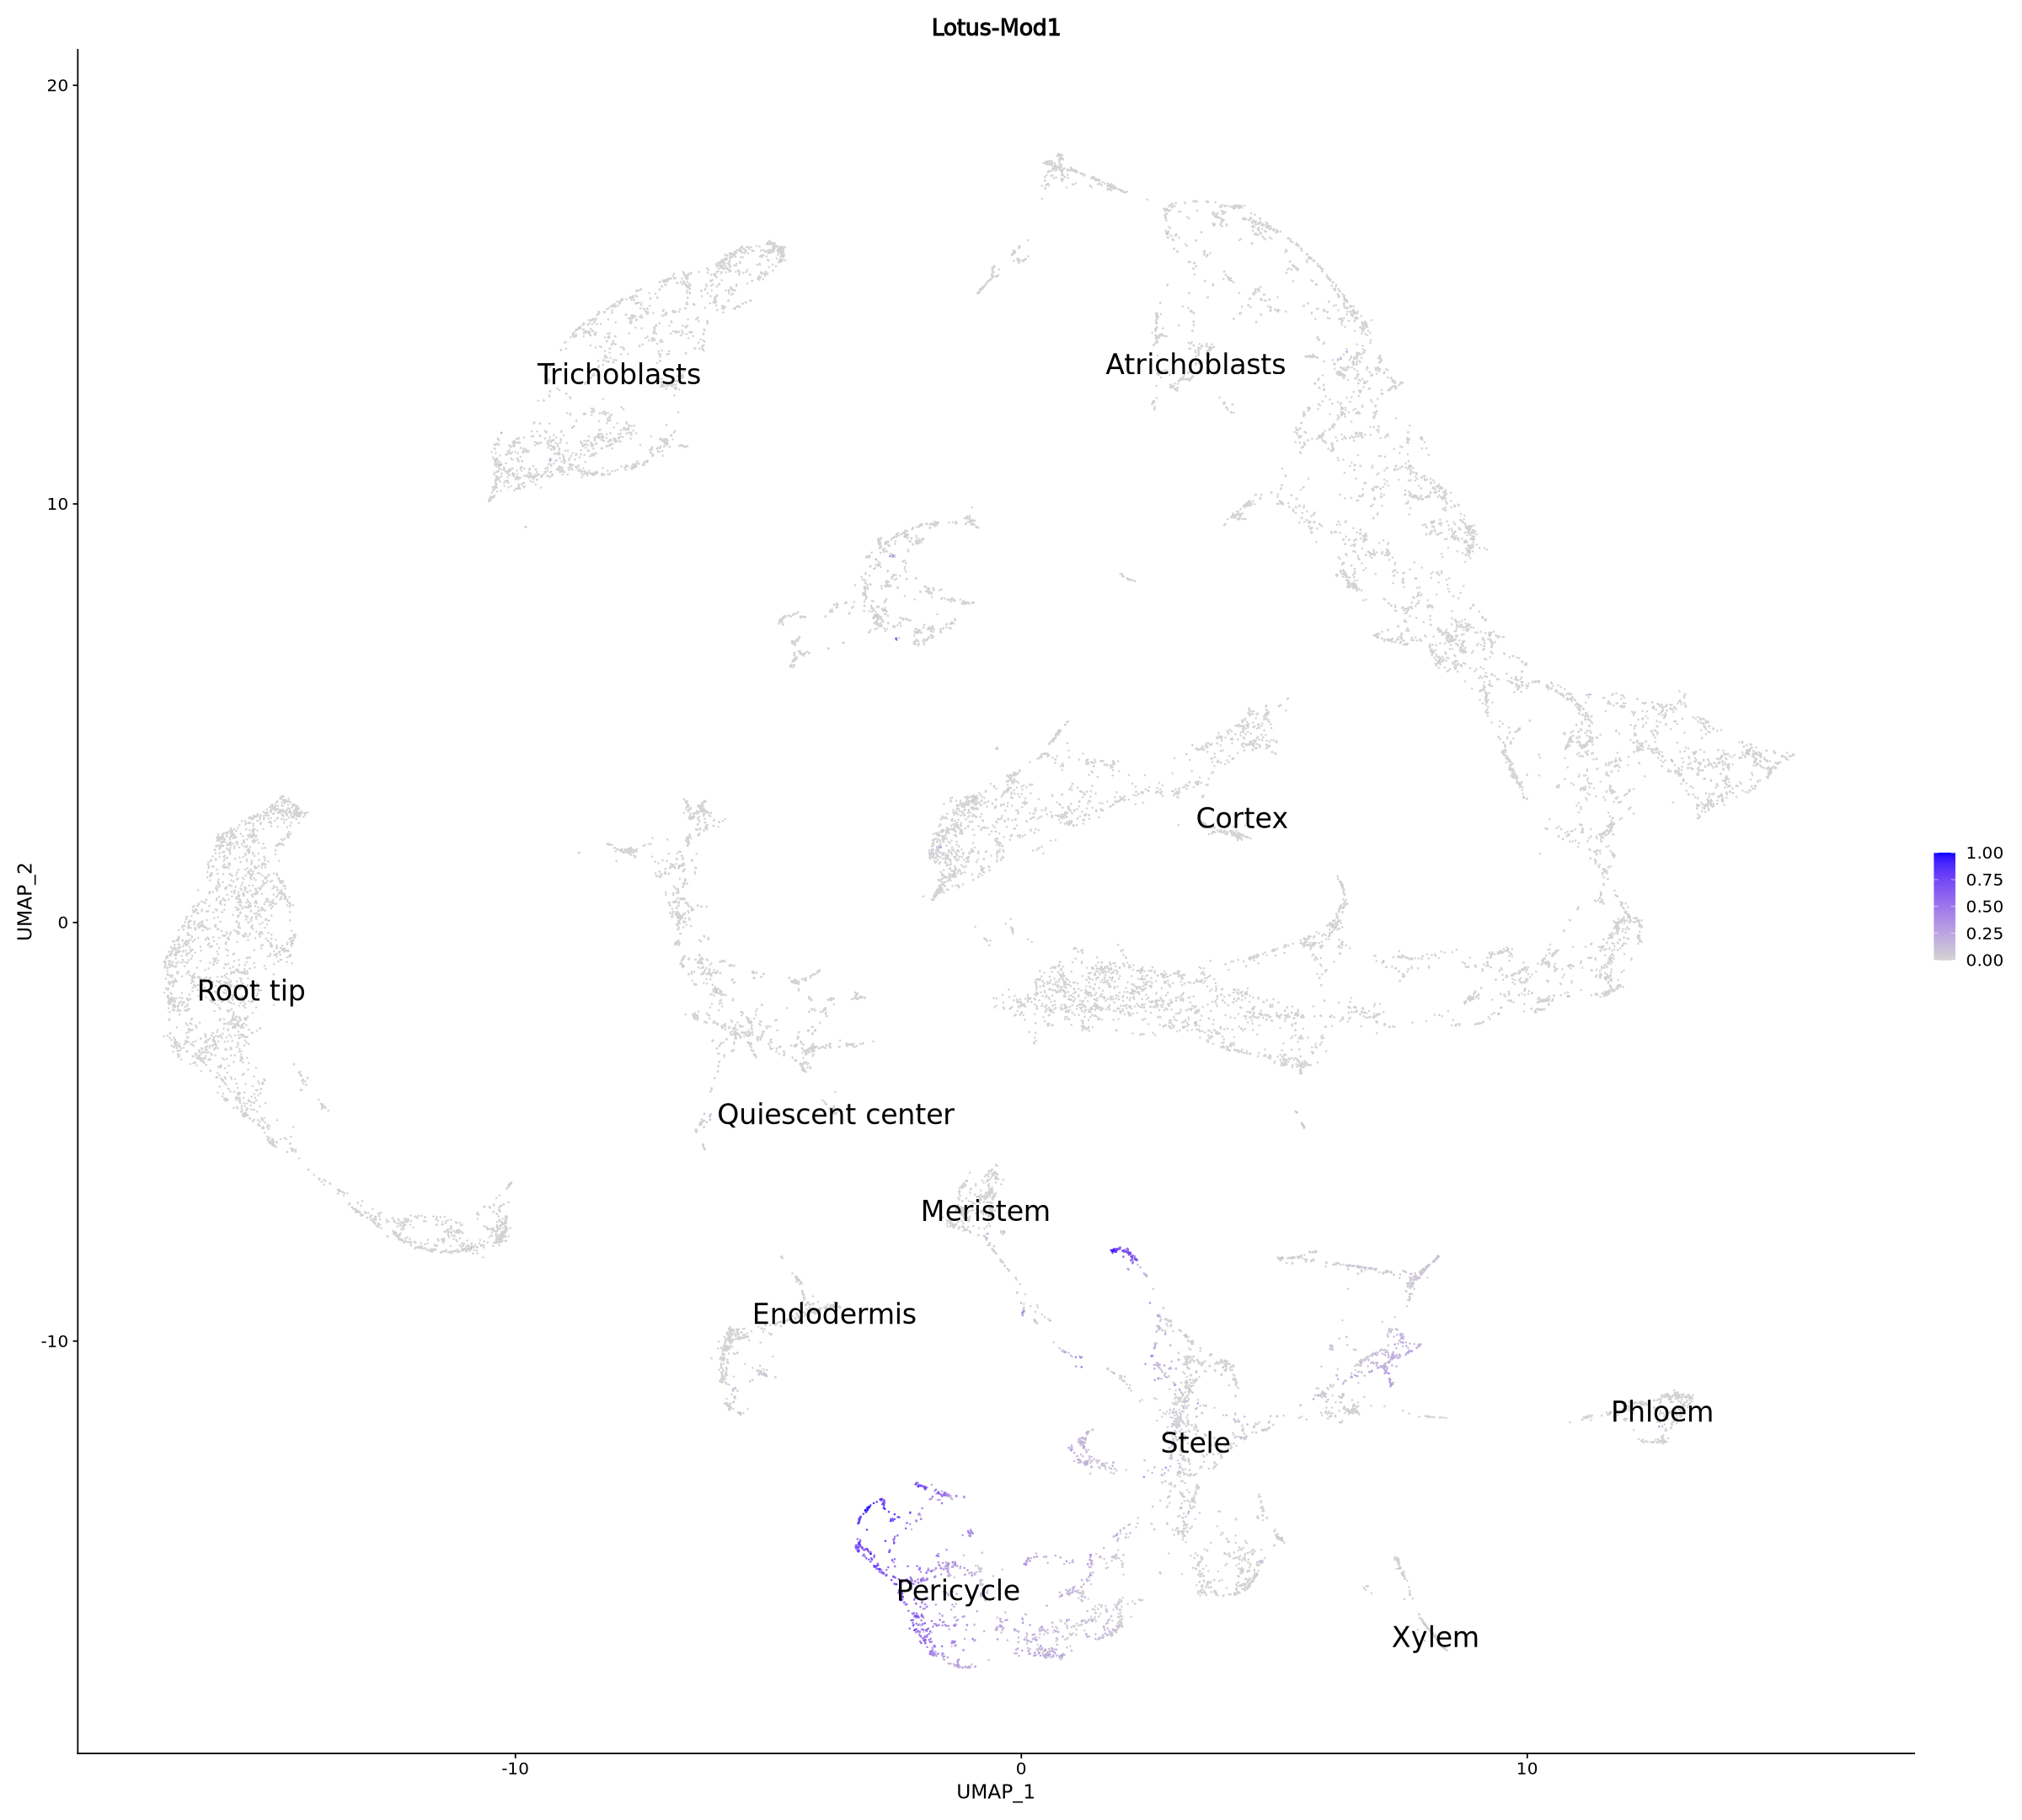 Lotus-Mod1
20
10
0
-10
UMAP_2
Trichoblasts
Atrichoblasts
Cortex
Root tip
Quiescent center
Meristem
Endodermis
Phloem
Stele
Pericycle
Xylem
1.00
0.75
0.50
0.25
0.00
-10
0
10
UMAP_1